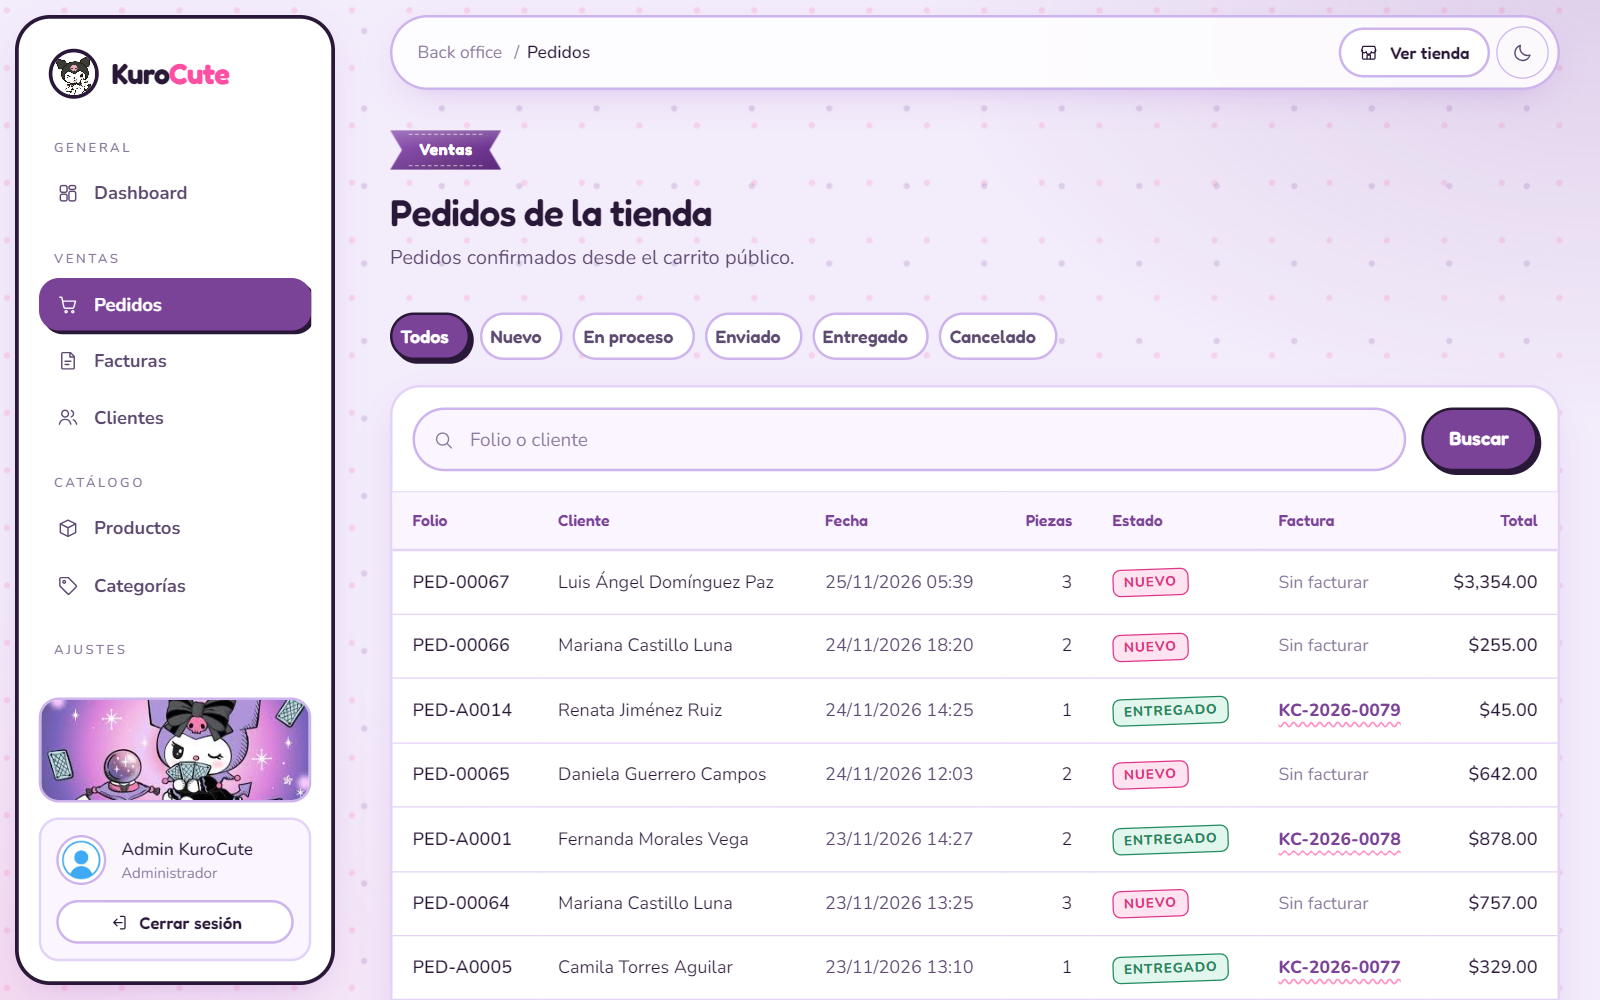 KuroCute
GENERAL
Dashboard
VENTAS
Pedidos
Facturas
Clientes
CATÁLOGO
Productos
Categorías
AJUSTES
Admin KuroCute
Administrador
Cerrar sesión
Back office / Pedidos
Ver tienda
Ventas
Pedidos de la tienda
Pedidos confirmados desde el carrito público.
Todos Nuevo En proceso Enviado Entregado Cancelado
Folio o cliente Buscar
Folio Cliente Fecha Piezas Estado Factura Total
PED-00067 Luis Ángel Domínguez Paz 25/11/2026 05:39 3 NUEVO Sin facturar $3,354.00
PED-00066 Mariana Castillo Luna 24/11/2026 18:20 2 NUEVO Sin facturar $255.00
PED-A0014 Renata Jiménez Ruiz 24/11/2026 14:25 1 ENTREGADO KC-2026-0079 $45.00
PED-00065 Daniela Guerrero Campos 24/11/2026 12:03 2 NUEVO Sin facturar $642.00
PED-A0001 Fernanda Morales Vega 23/11/2026 14:27 2 ENTREGADO KC-2026-0078 $878.00
PED-00064 Mariana Castillo Luna 23/11/2026 13:25 3 NUEVO Sin facturar $757.00
PED-A0005 Camila Torres Aguilar 23/11/2026 13:10 1 ENTREGADO KC-2026-0077 $329.00